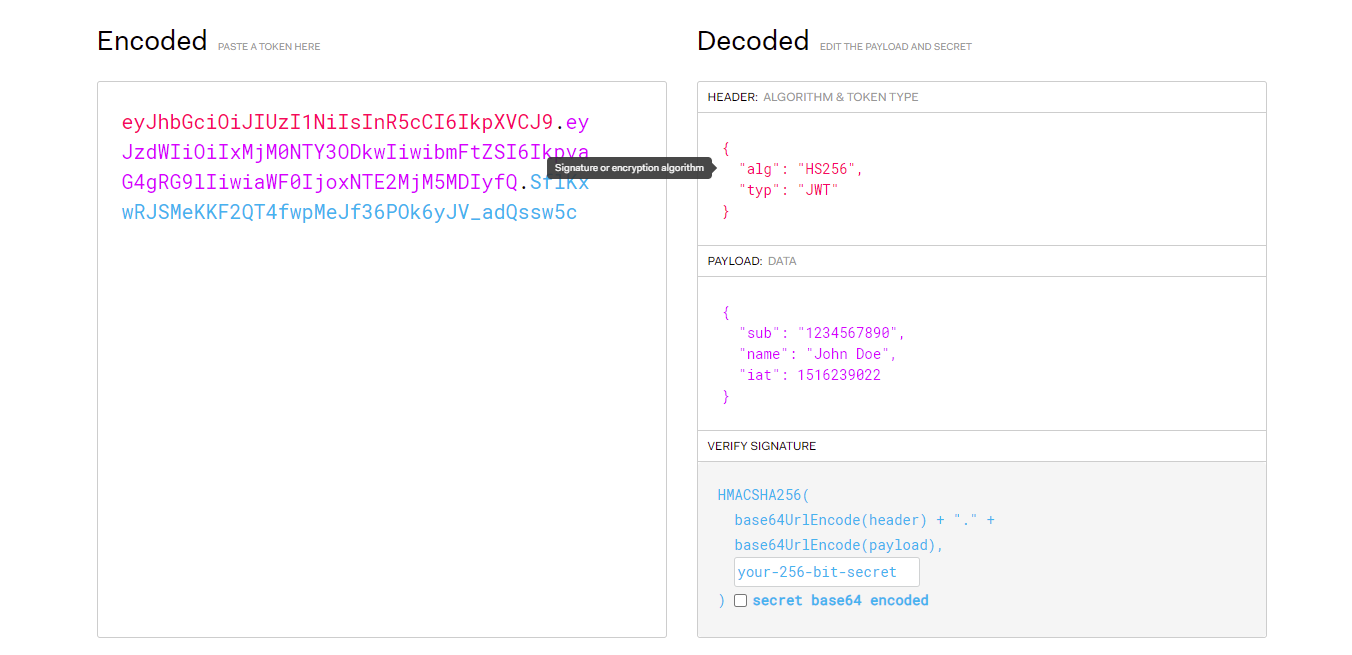 Encoded PASTE A TOKEN HERE
eyJhbGciOiJIUzI1NiIsInR5cCI6IkpXVCJ9.ey
JzdWIiOiIxMjM0NTY3ODkwIiwibmFtZSI6Ikpva
G4gRG9lIiwiaWF0IjoxNTE2MjM5MDIyfQ.SflKx
wRJSMeKKF2QT4fwpMeJf36POk6yJV_adQssw5c
Signature or encryption algorithm
Decoded EDIT THE PAYLOAD AND SECRET
HEADER: ALGORITHM & TOKEN TYPE
{
"alg": "HS256",
"typ": "JWT"
}
PAYLOAD: DATA
{
"sub": "1234567890",
"name": "John Doe",
"iat": 1516239022
}
VERIFY SIGNATURE
HMACSHA256(
base64UrlEncode(header) + "." +
base64UrlEncode(payload),
your-256-bit-secret
) secret base64 encoded